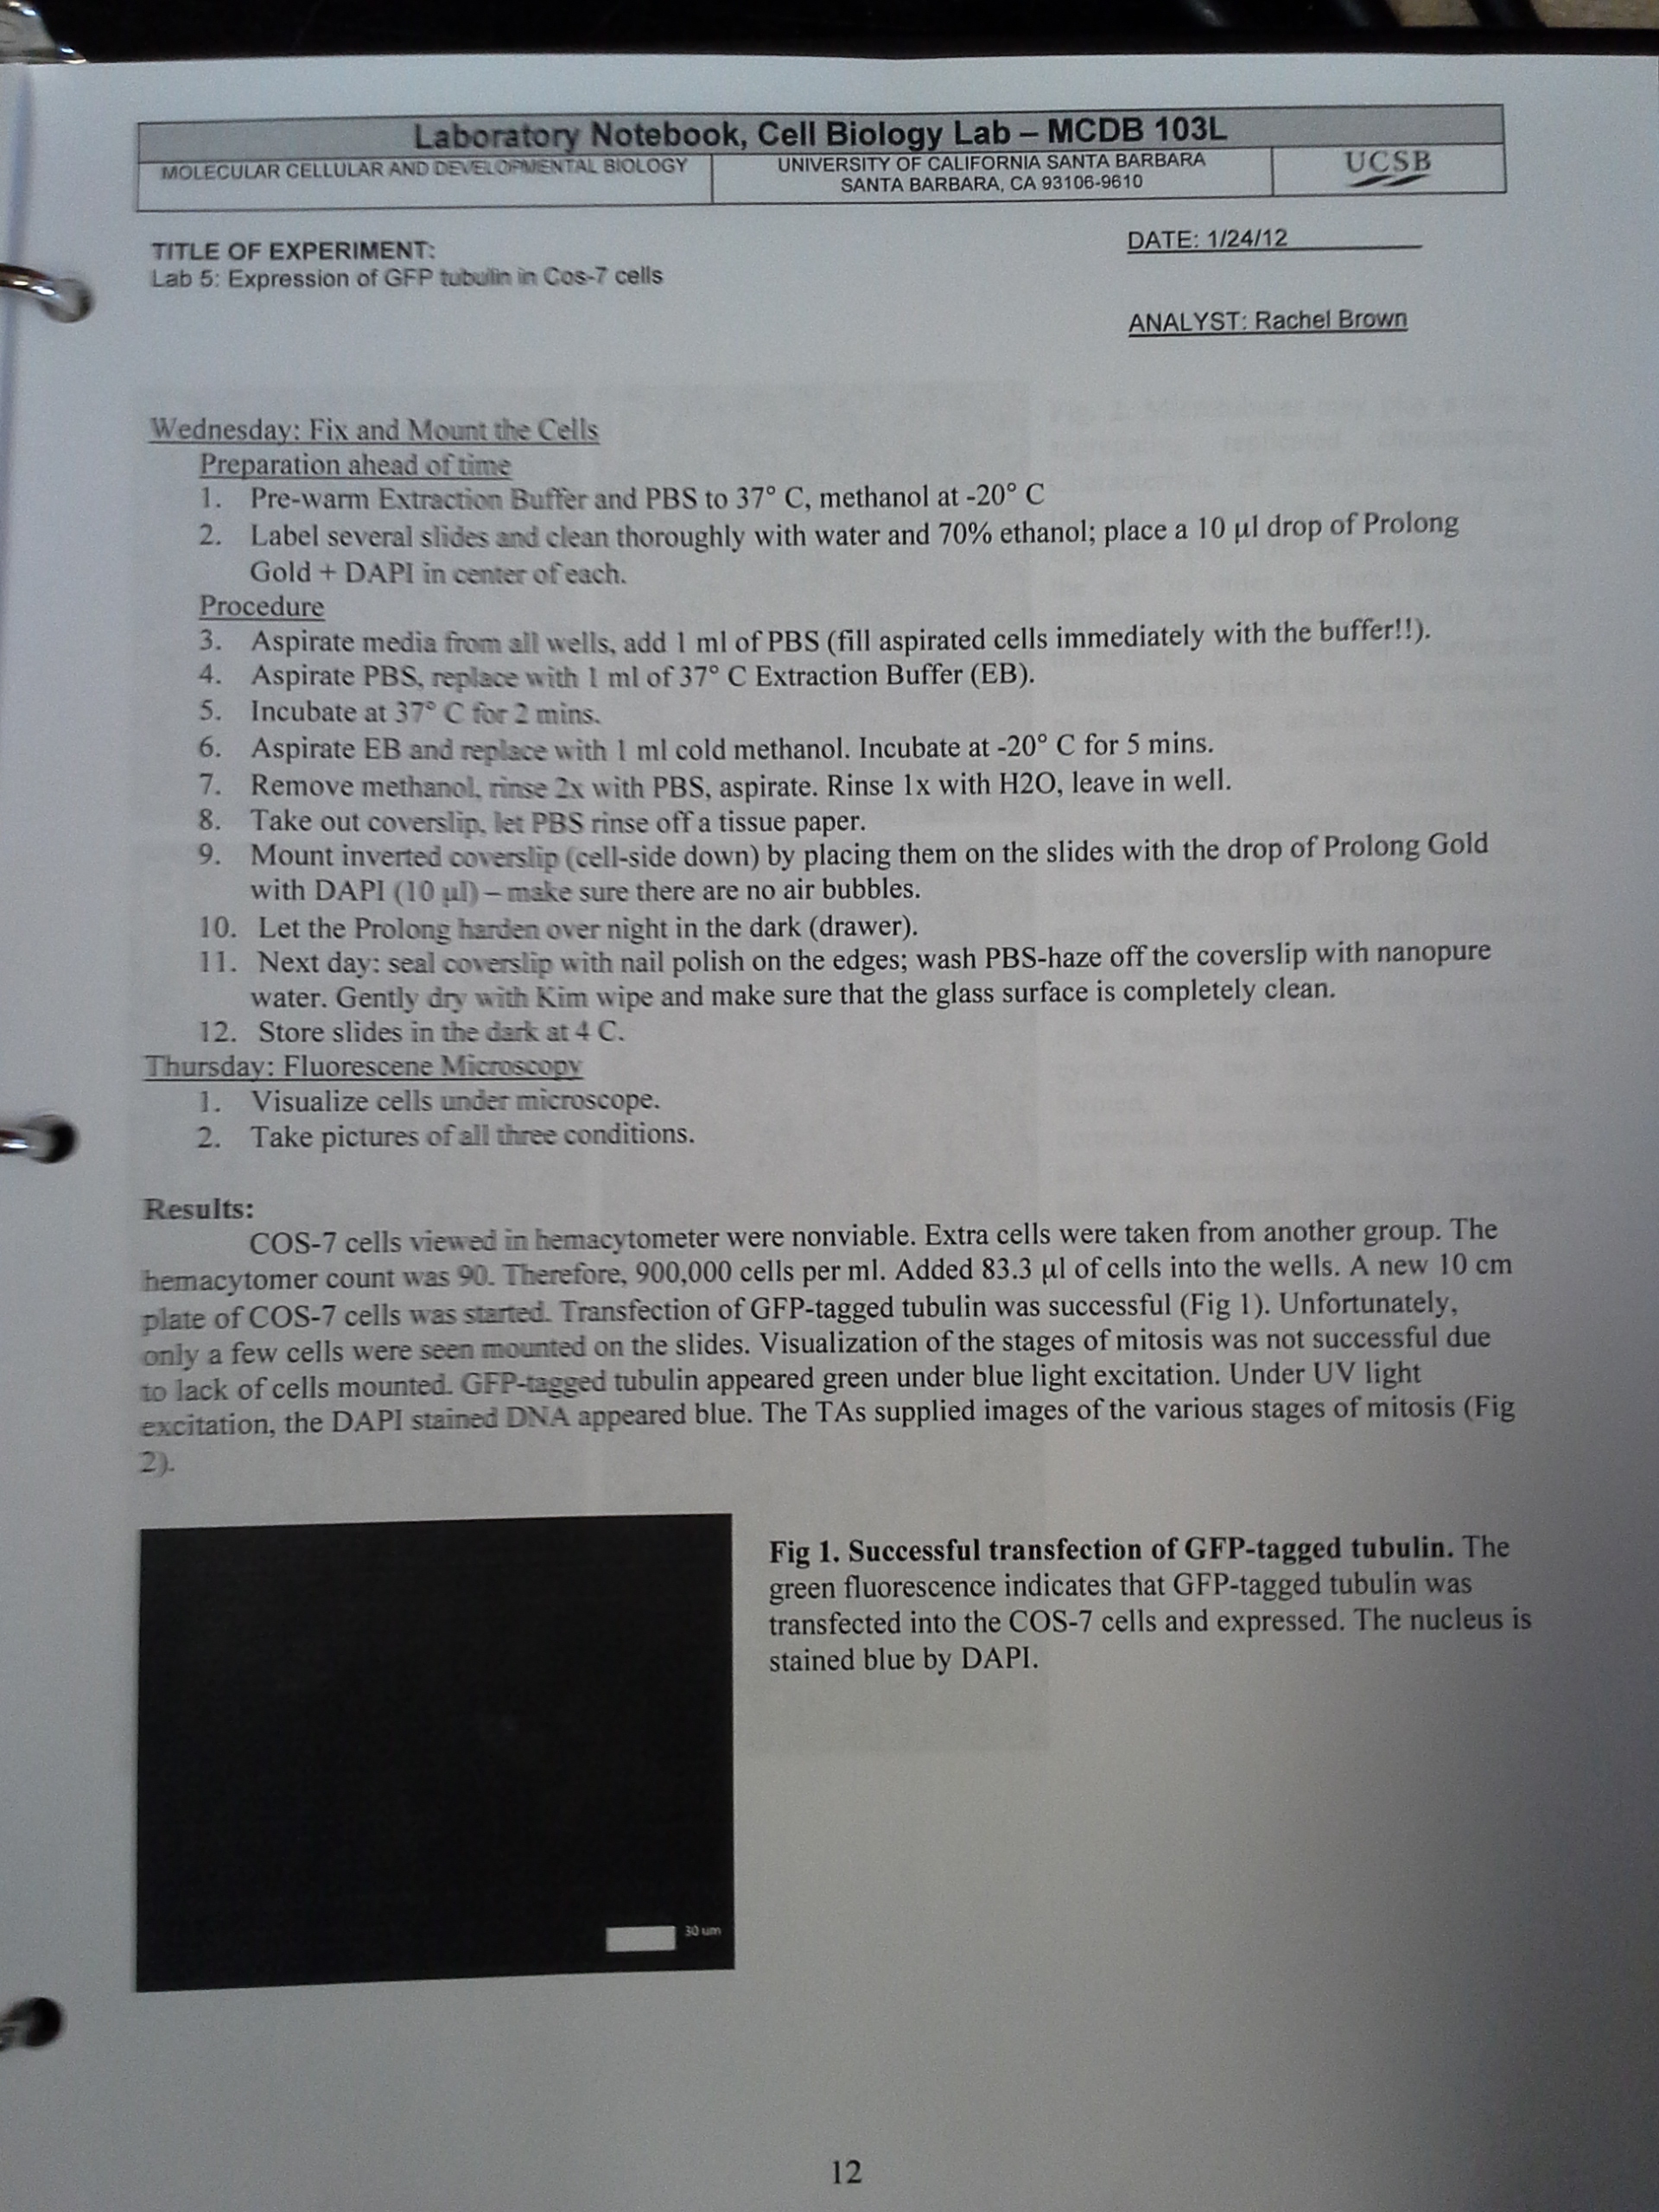 Laboratory Notebook, Cell Biology Lab – MCDB 103L
MOLECULAR CELLULAR AND DEVELOPMENTAL BIOLOGY
UNIVERSITY OF CALIFORNIA SANTA BARBARA
SANTA BARBARA, CA 93106-9610
UCSB
TITLE OF EXPERIMENT:
Lab 5: Expression of GFP tubulin in Cos-7 cells
DATE: 1/24/12
ANALYST: Rachel Brown
Wednesday: Fix and Mount the Cells
Preparation ahead of time
1. Pre-warm Extraction Buffer and PBS to 37° C, methanol at -20° C
2. Label several slides and clean thoroughly with water and 70% ethanol; place a 10 µl drop of Prolong
Gold + DAPI in center of each.
Procedure
3. Aspirate media from all wells, add 1 ml of PBS (fill aspirated cells immediately with the buffer!!).
4. Aspirate PBS, replace with 1 ml of 37° C Extraction Buffer (EB).
5. Incubate at 37° C for 2 mins.
6. Aspirate EB and replace with 1 ml cold methanol. Incubate at -20° C for 5 mins.
7. Remove methanol, rinse 2x with PBS, aspirate. Rinse 1x with H2O, leave in well.
8. Take out coverslip, let PBS rinse off a tissue paper.
9. Mount inverted coverslip (cell-side down) by placing them on the slides with the drop of Prolong Gold
with DAPI (10 µl) – make sure there are no air bubbles.
10. Let the Prolong harden over night in the dark (drawer).
11. Next day: seal coverslip with nail polish on the edges; wash PBS-haze off the coverslip with nanopure
water. Gently dry with Kim wipe and make sure that the glass surface is completely clean.
12. Store slides in the dark at 4 C.
Thursday: Fluorescene Microscopy
1. Visualize cells under microscope.
2. Take pictures of all three conditions.
Results:
COS-7 cells viewed in hemacytometer were nonviable. Extra cells were taken from another group. The
hemacytomer count was 90. Therefore, 900,000 cells per ml. Added 83.3 µl of cells into the wells. A new 10 cm
plate of COS-7 cells was started. Transfection of GFP-tagged tubulin was successful (Fig 1). Unfortunately,
only a few cells were seen mounted on the slides. Visualization of the stages of mitosis was not successful due
to lack of cells mounted. GFP-tagged tubulin appeared green under blue light excitation. Under UV light
excitation, the DAPI stained DNA appeared blue. The TAs supplied images of the various stages of mitosis (Fig
2).
Fig 1. Successful transfection of GFP-tagged tubulin. The
green fluorescence indicates that GFP-tagged tubulin was
transfected into the COS-7 cells and expressed. The nucleus is
stained blue by DAPI.
30 um
12